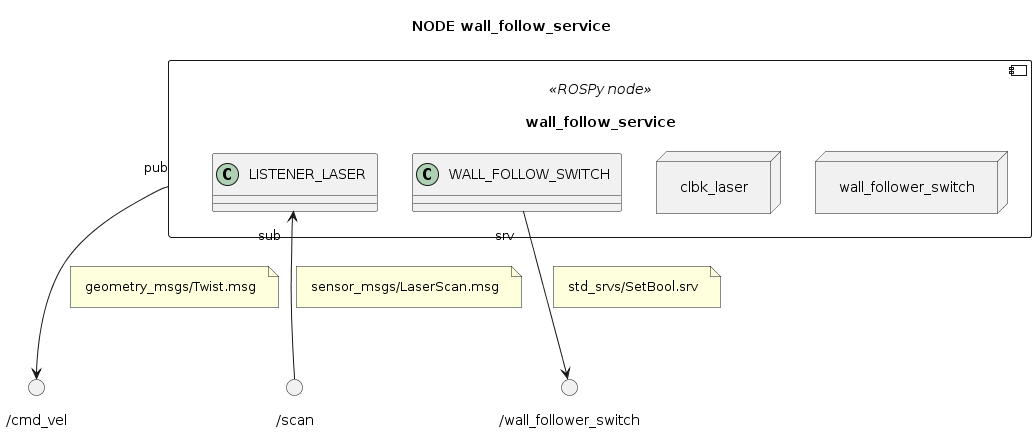 NODE wall_follow_service
«ROSPy node»
wall_follow_service
pub
LISTENER_LASER
WALL_FOLLOW_SWITCH
clbk_laser
wall_follower_switch
sub
srv
geometry_msgs/Twist.msg
sensor_msgs/LaserScan.msg
std_srvs/SetBool.srv
/cmd_vel
/scan
/wall_follower_switch